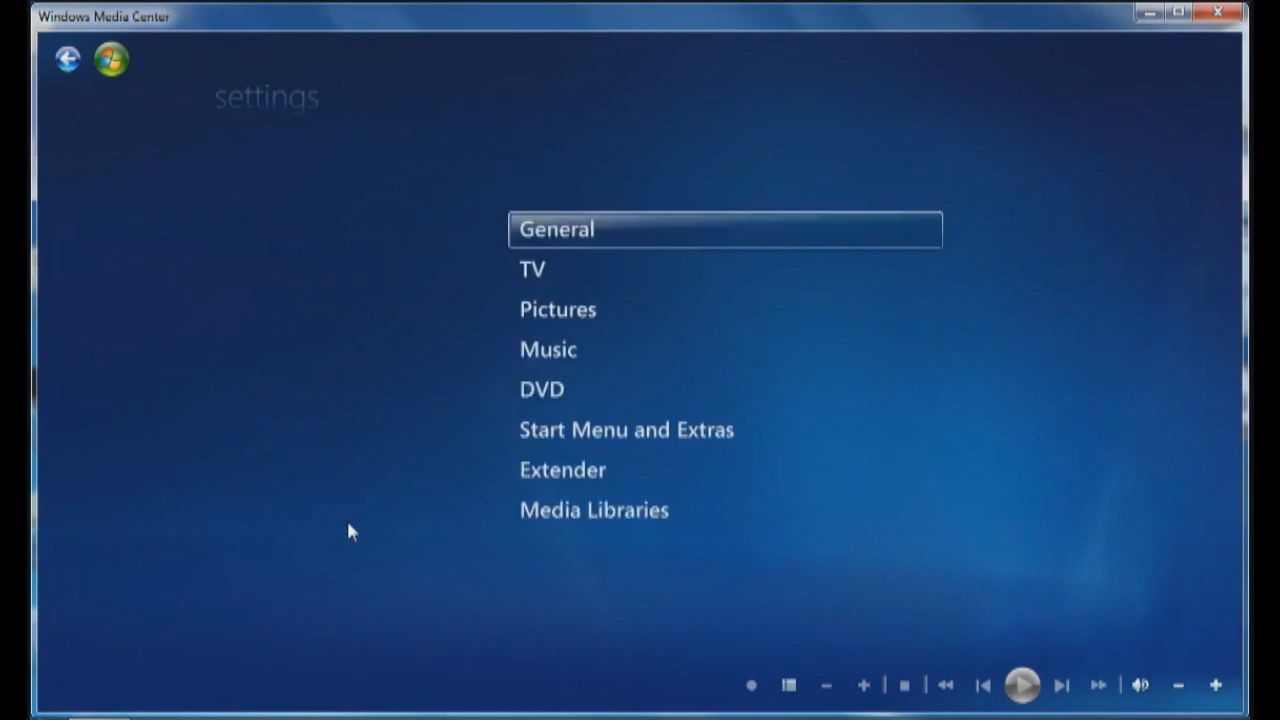 Windows Media Center
settings
General
TV
Pictures
Music
DVD
Start Menu and Extras
Extender
Media Libraries